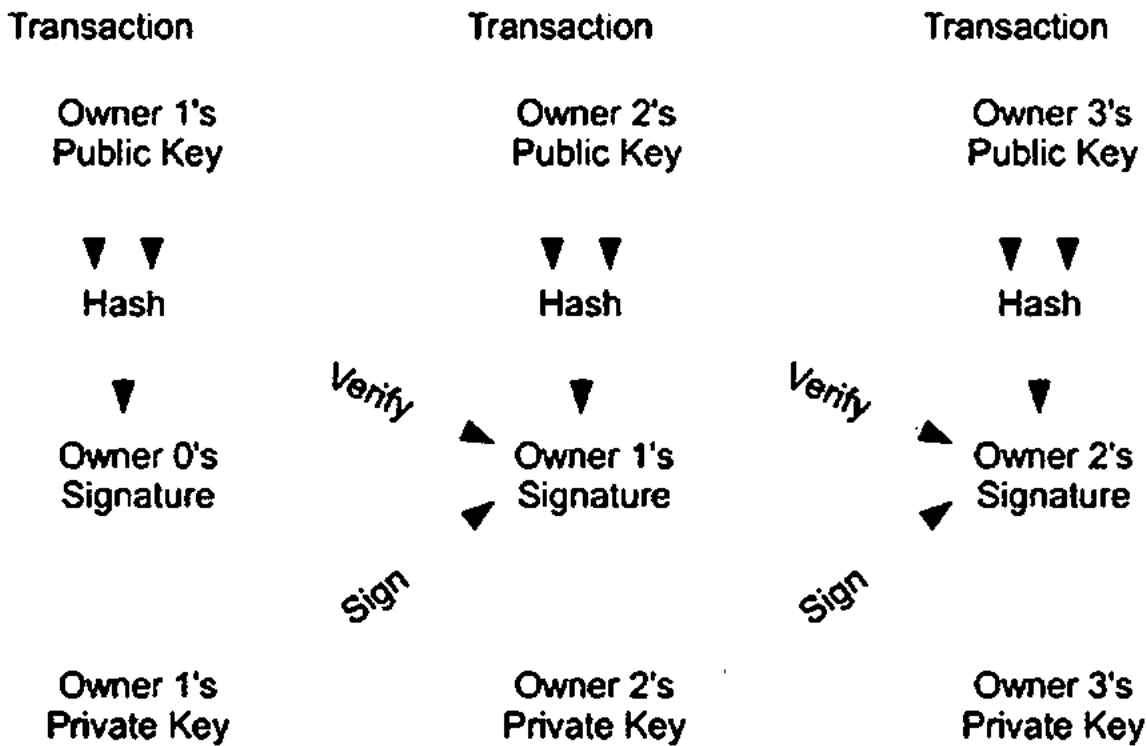 Transaction
Transaction
Transaction
Owner 1's
Public Key
Owner 2's
Public Key
Owner 3's
Public Key
Hash
Hash
Hash
Verify
Verify
Owner 0's
Signature
Owner 1's
Signature
Owner 2's
Signature
Sign
Sign
Owner 1's
Private Key
Owner 2's
Private Key
Owner 3's
Private Key